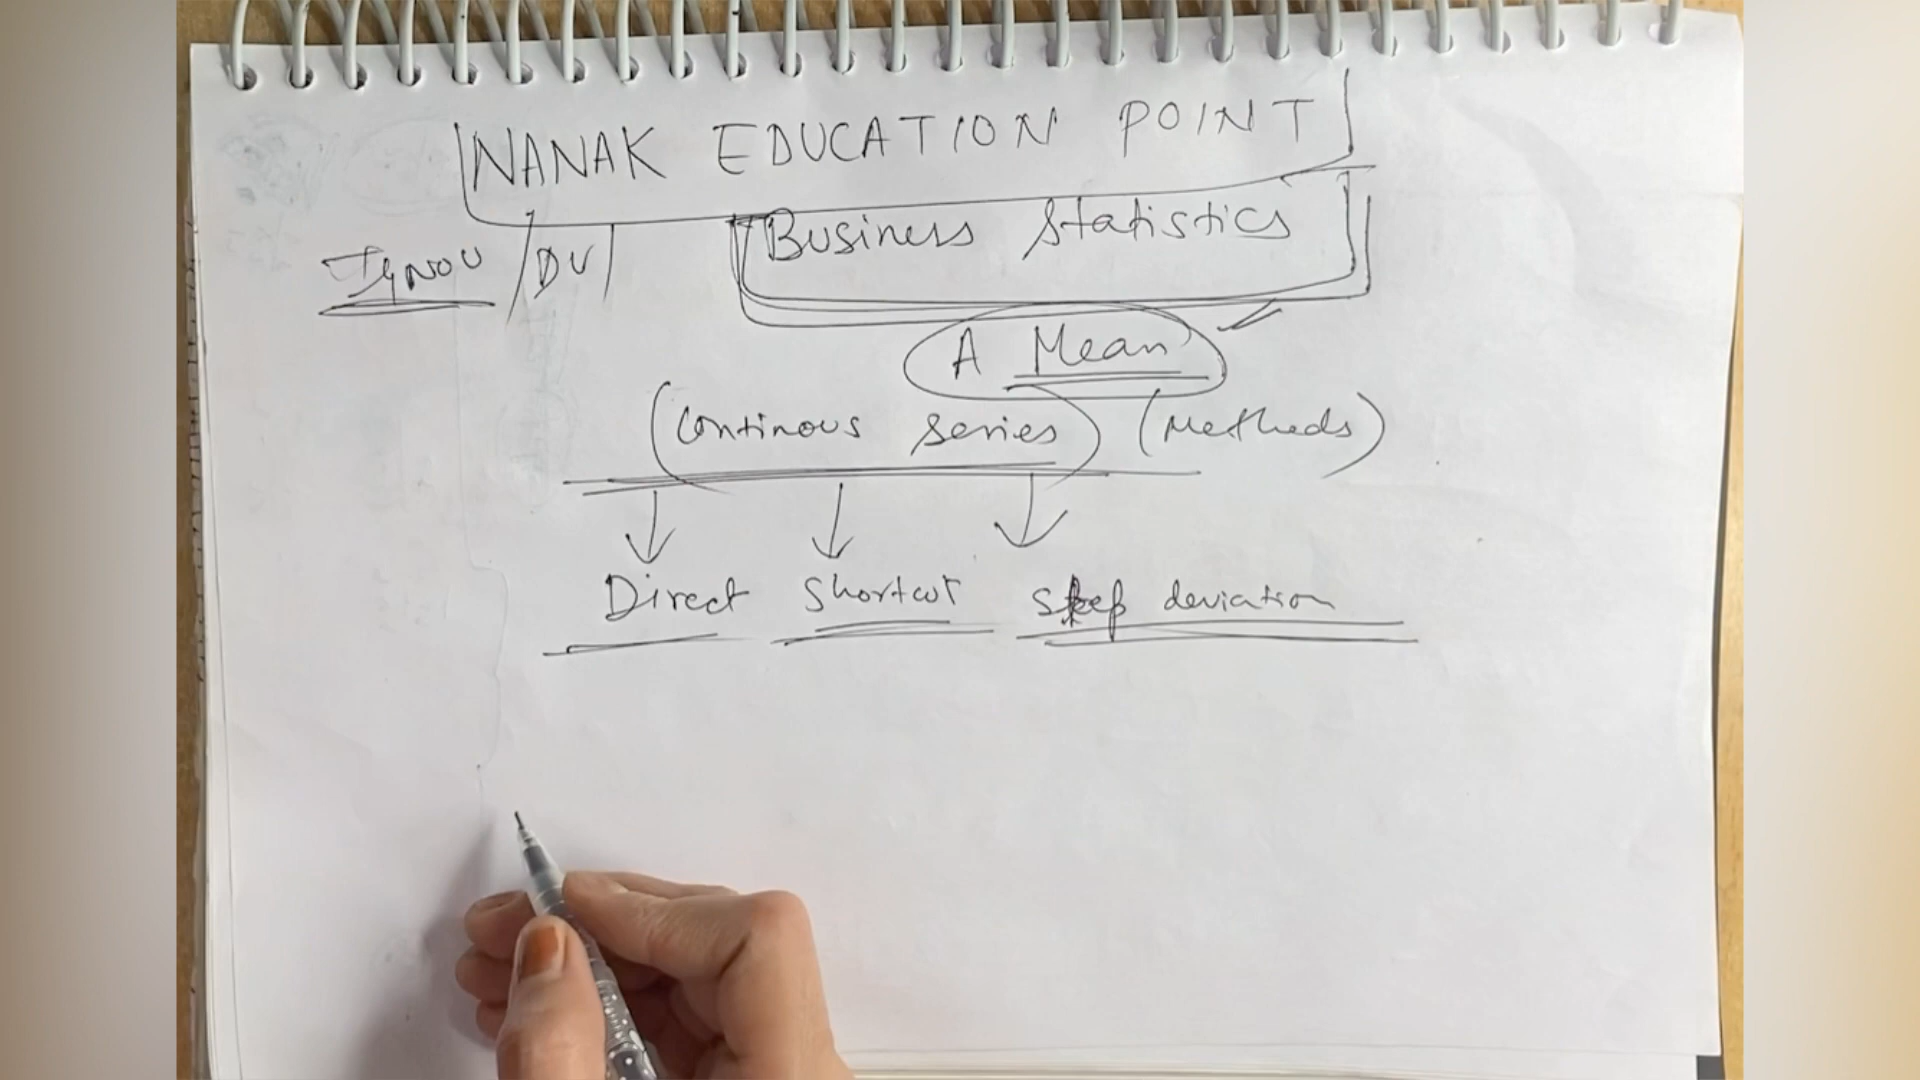 NANAK EDUCATION POINT
Ignou / DU / Business Statistics
A Mean
(Continous series) (Methods)
Direct Shortcut Step deviation